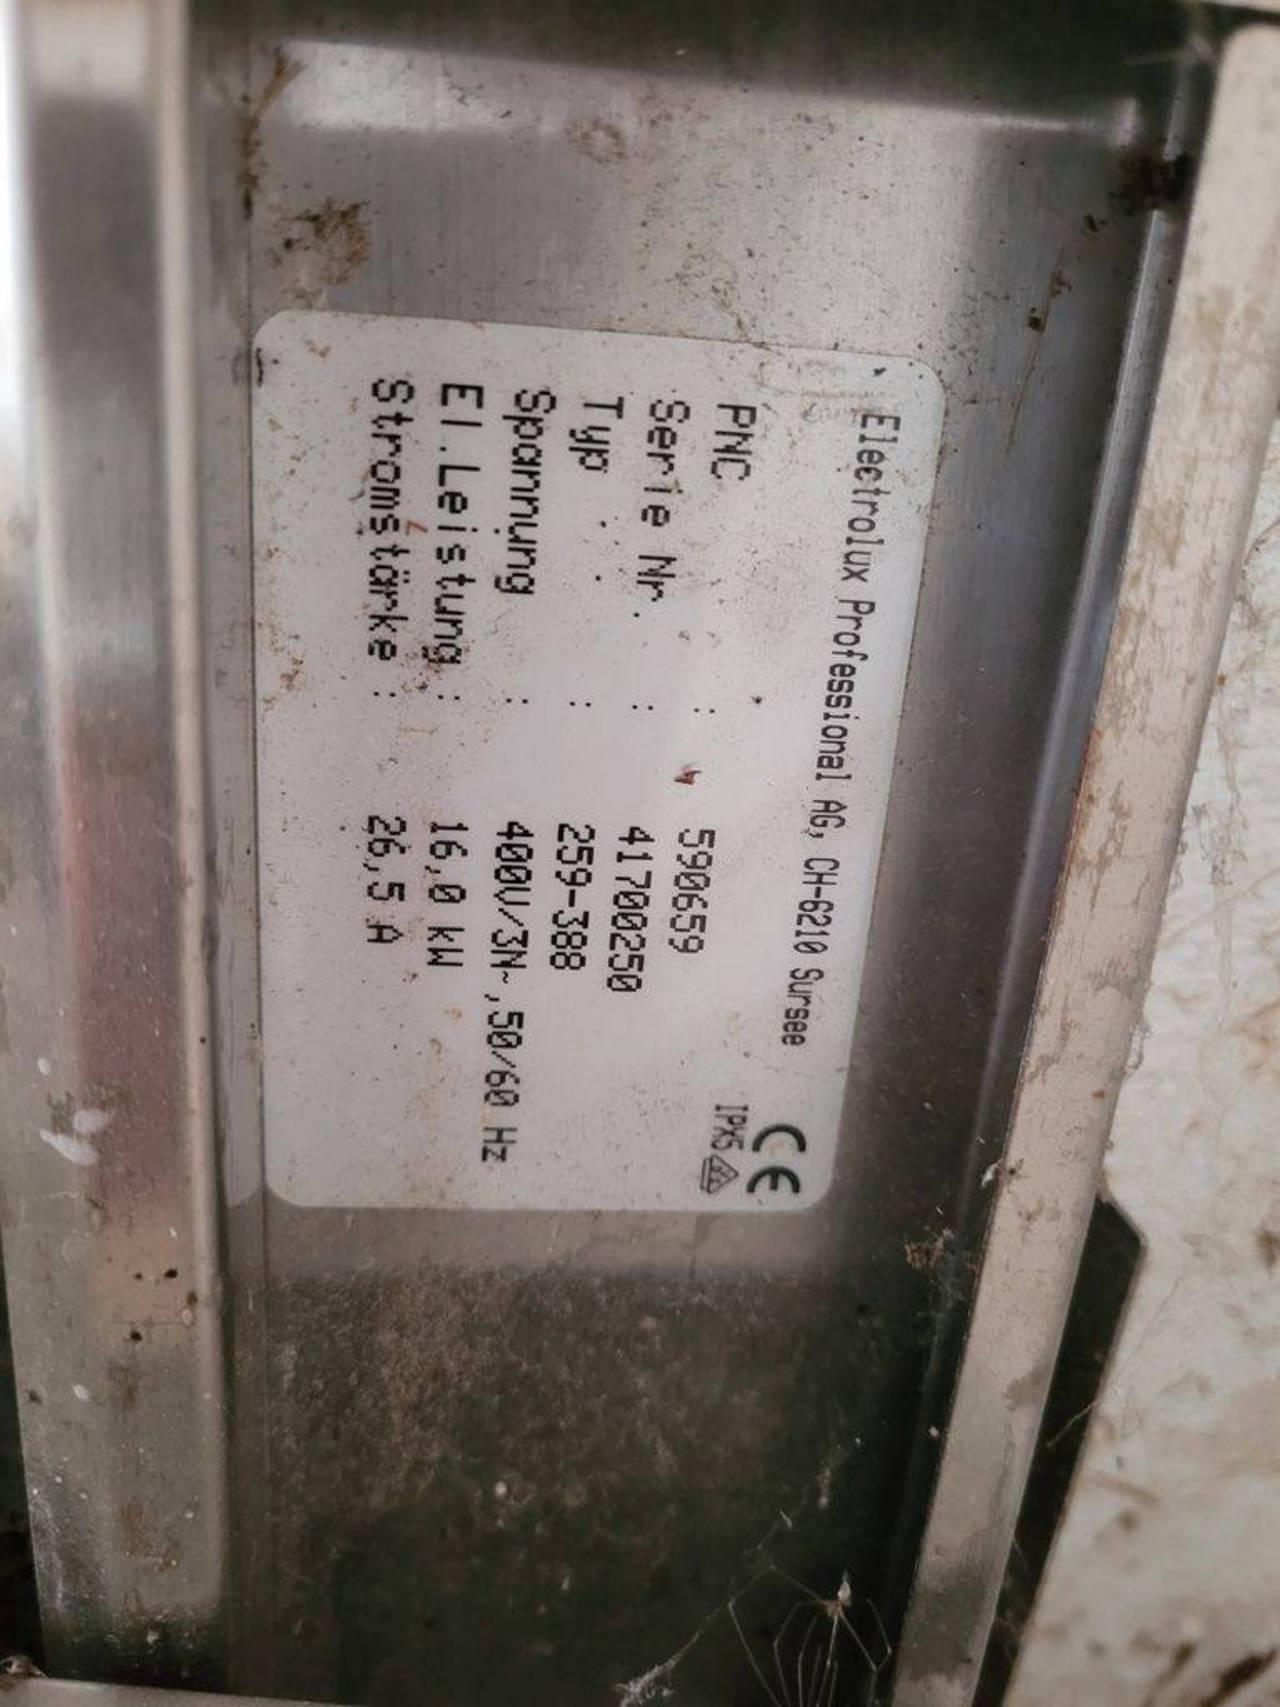 Electrolux Professional AG, CH-6210 Sursee
CE
IPX5
PNC : 590659
Serie Nr. : 41700250
Typ : 259-388
Spannung : 400V/3N~,50/60 Hz
El.Leistung : 16,0 kW
Stromstärke : 26,5 A